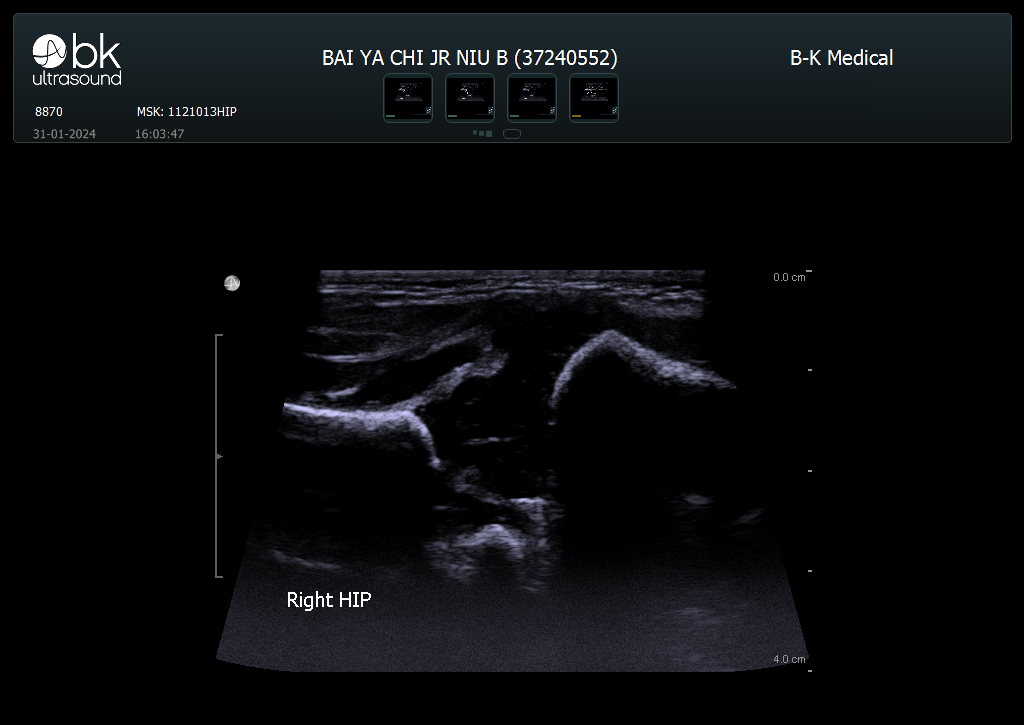 bk
ultrasound
BAI YA CHI JR NIU B (37240552)
B-K Medical
8870
MSK: 1121013HIP
31-01-2024
16:03:47
0.0 cm
Right HIP
4.0 cm